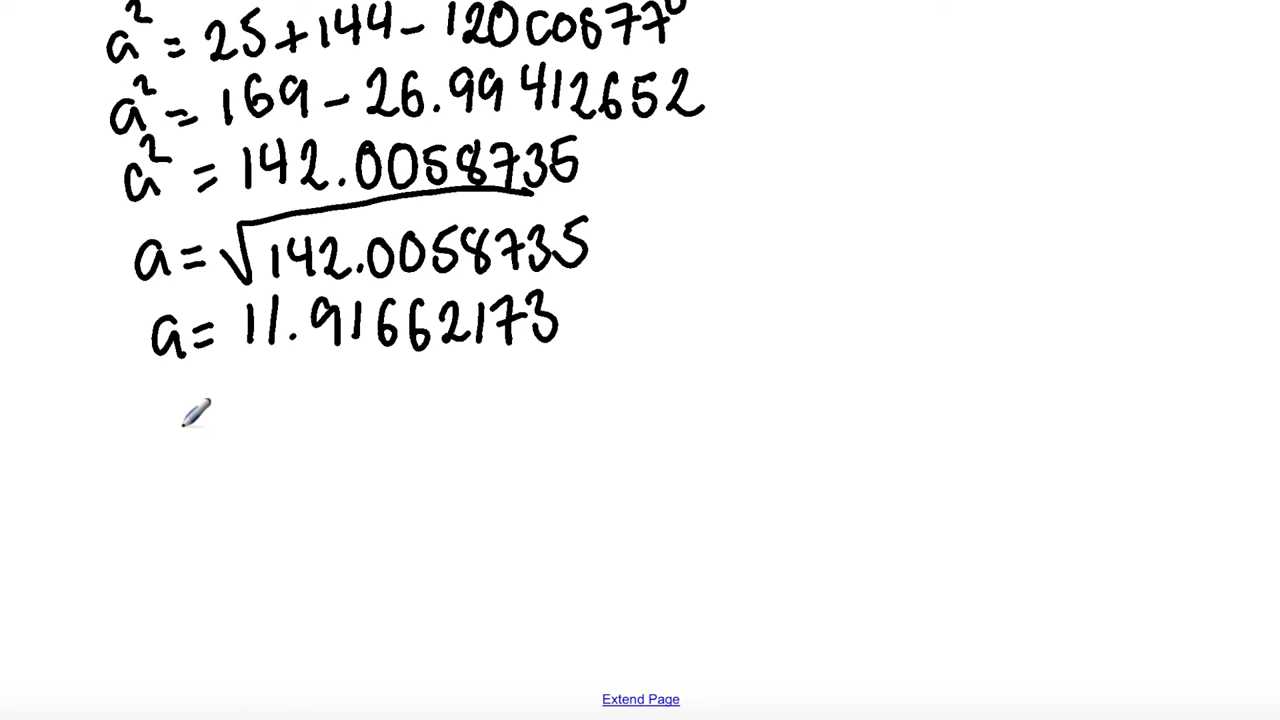 a² = 25 + 144 - 120cos77°
a² = 169 - 26.99412652
a² = 142.0058735
a = √142.0058735
a = 11.91662173
Extend Page